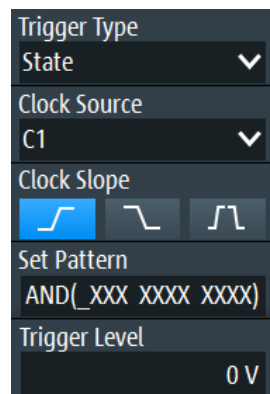 Trigger Type
State
Clock Source
C1
Clock Slope
Set Pattern
AND(_XXX XXXX XXXX)
Trigger Level
0 V